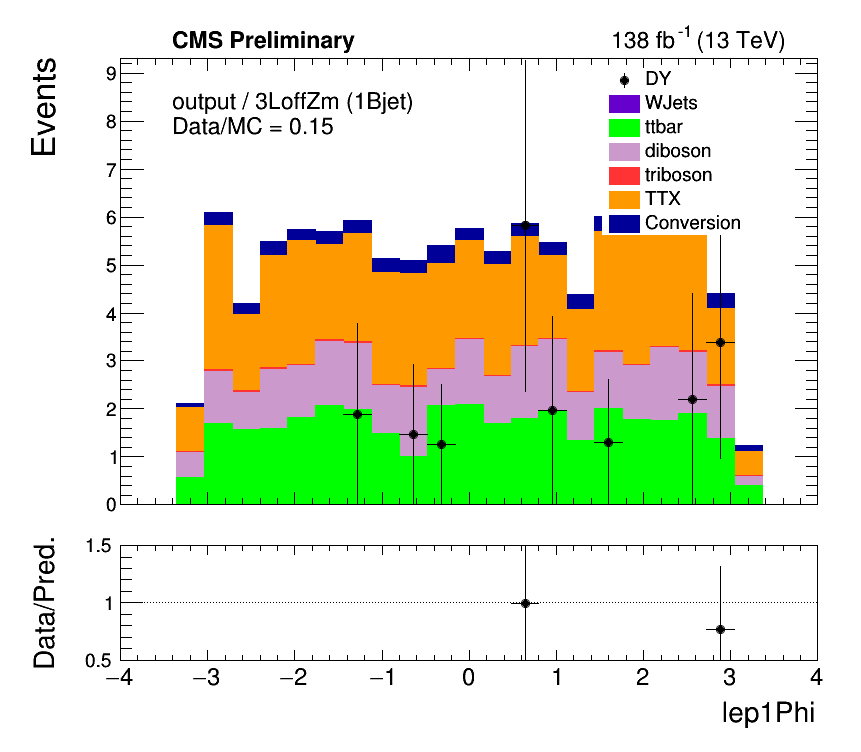 CMS Preliminary 138 fb-1 (13 TeV)
Events
output / 3LoffZm (1Bjet)
Data/MC = 0.15
DY
WJets
ttbar
diboson
triboson
TTX
Conversion
9
8
7
6
5
4
3
2
1
0
Data/Pred.
1.5
1
0.5
−4 −3 −2 −1 0 1 2 3 4
lep1Phi